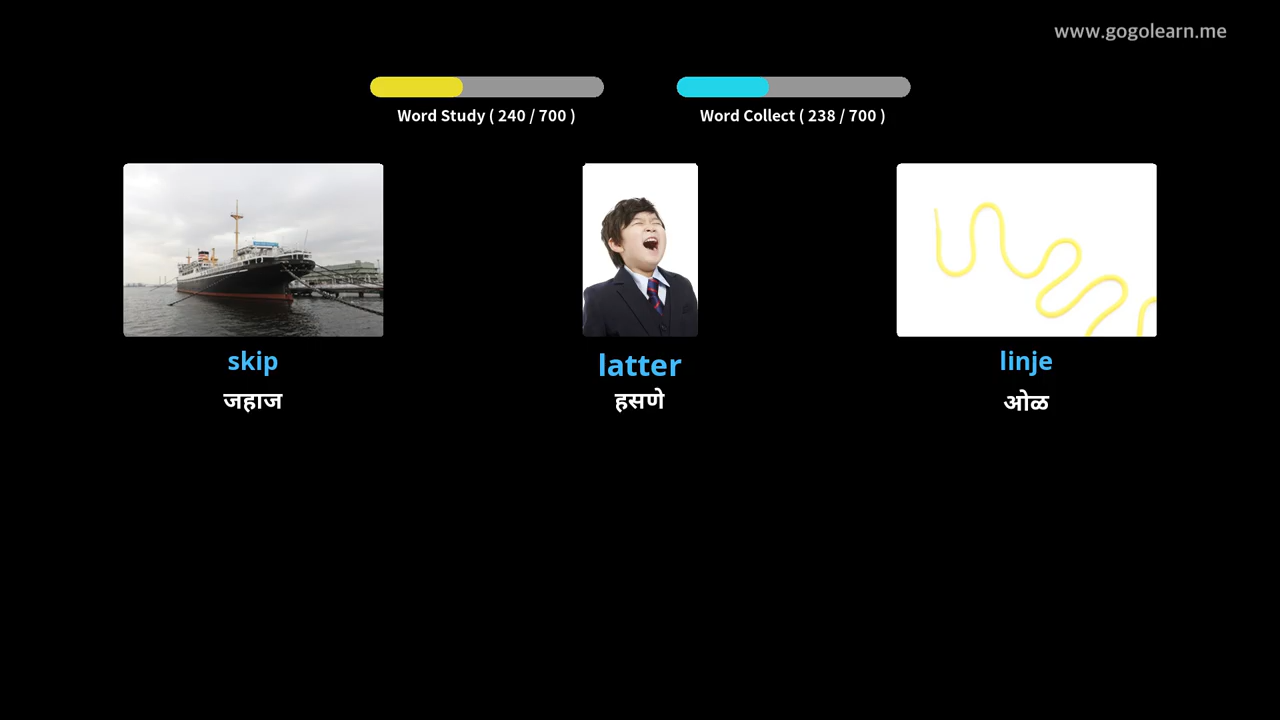 www.gogolearn.me
Word Study ( 240 / 700 )
Word Collect ( 238 / 700 )
skip
latter
linje
जहाज
हसणे
ओळ